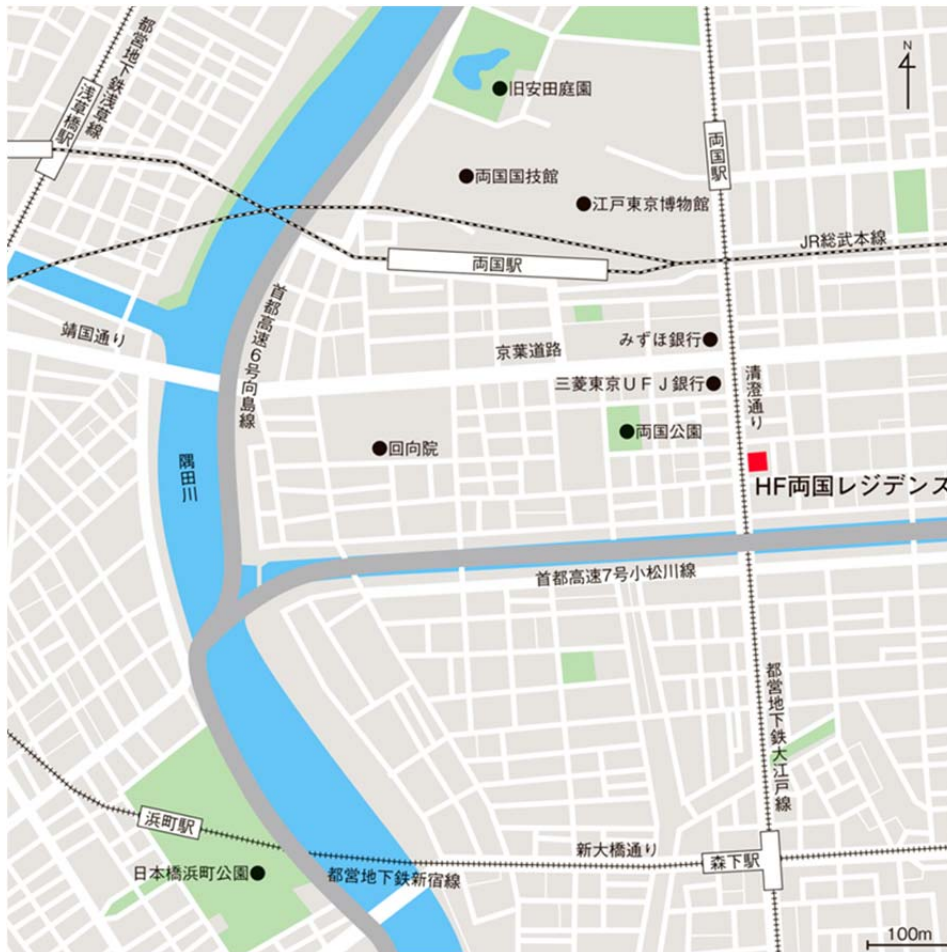 N
都営地下鉄浅草線
浅草橋駅
旧安田庭園
両国駅
両国国技館
江戸東京博物館
JR総武本線
両国駅
首都高速6号向島線
靖国通り
京葉道路
みずほ銀行
三菱東京UFJ銀行
清澄通り
両国公園
回向院
隅田川
HF両国レジデンス
首都高速7号小松川線
都営地下鉄大江戸線
浜町駅
新大橋通り
森下駅
日本橋浜町公園
都営地下鉄新宿線
100m